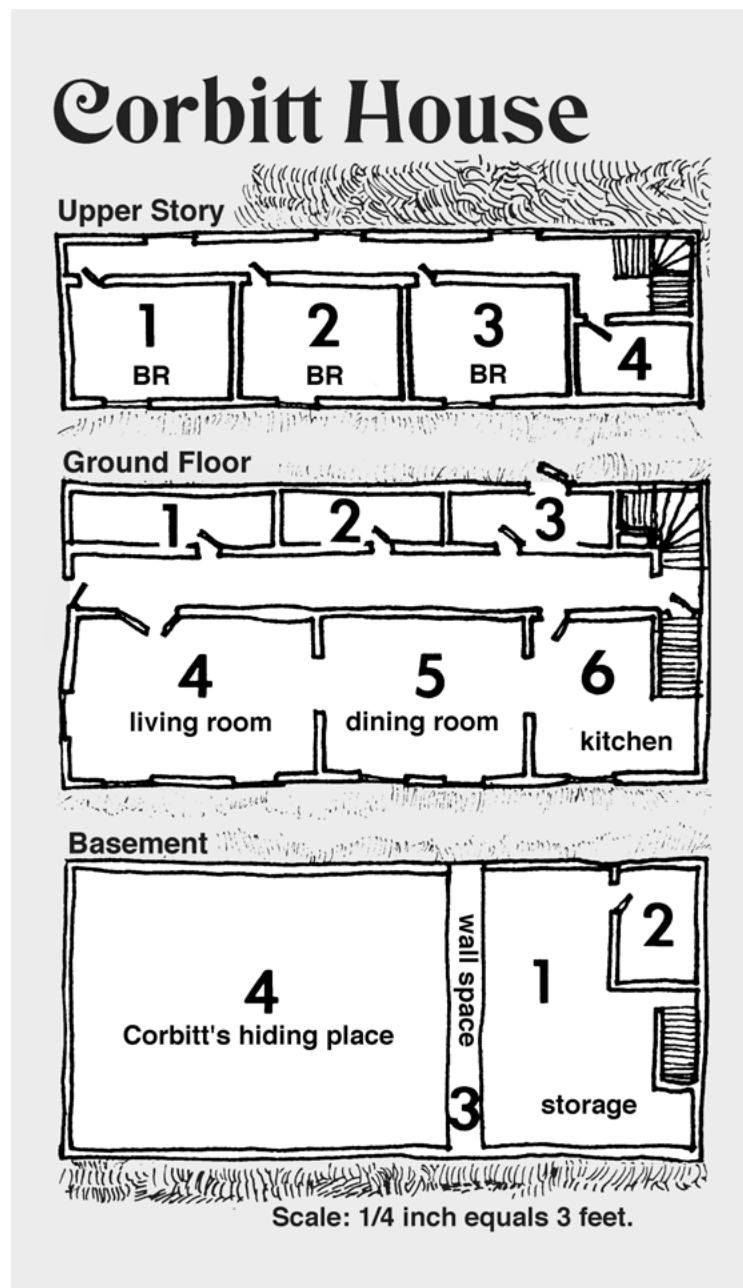 Corbitt House
Upper Story
1
BR
2
BR
3
BR
4
Ground Floor
1
2
3
4
living room
5
dining room
6
kitchen
Basement
4
Corbitt's hiding place
wall space
3
1
storage
2
Scale: 1/4 inch equals 3 feet.